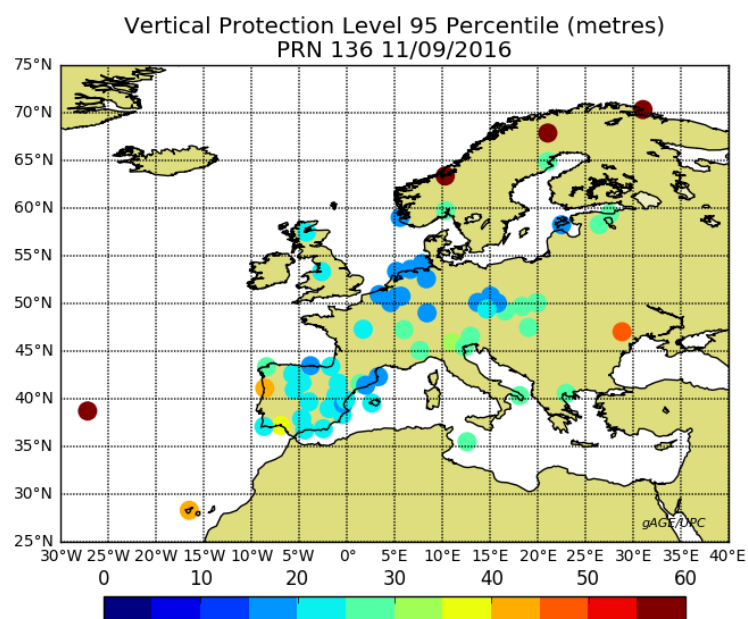 Vertical Protection Level 95 Percentile (metres)
PRN 136 11/09/2016
75°N
70°N
65°N
60°N
55°N
50°N
45°N
40°N
35°N
30°N
25°N
gAGE/UPC
30°W 25°W 20°W 15°W 10°W 5°W 0° 5°E 10°E 15°E 20°E 25°E 30°E 35°E 40°E
0 10 20 30 40 50 60